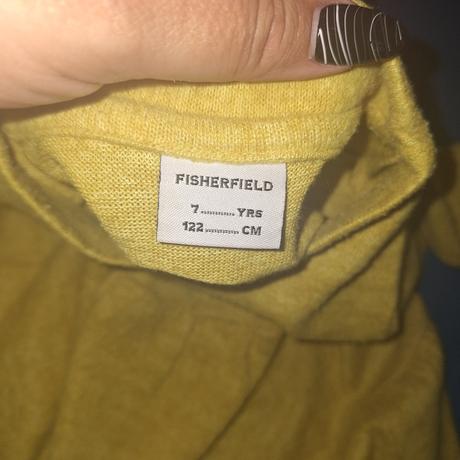 FISHERFIELD
7............ YRS
122............ CM